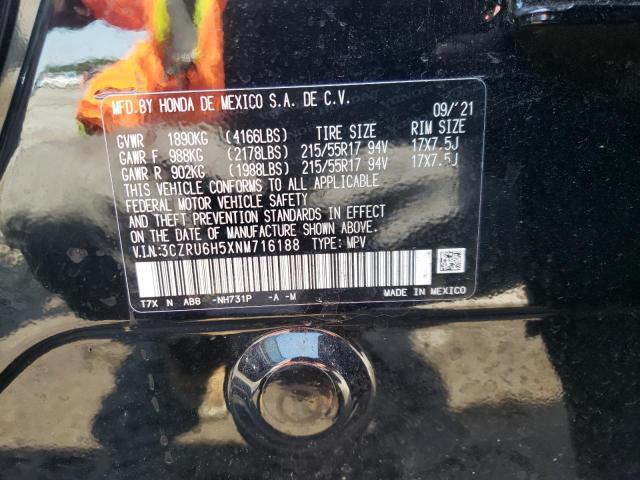 MFD.BY HONDA DE MEXICO S.A. DE C.V. 09/'21
GVWR 1890KG (4166LBS) TIRE SIZE RIM SIZE
GAWR F 988KG (2178LBS) 215/55R17 94V 17X7.5J
GAWR R 902KG (1988LBS) 215/55R17 94V 17X7.5J
THIS VEHICLE CONFORMS TO ALL APPLICABLE
FEDERAL MOTOR VEHICLE SAFETY
AND THEFT PREVENTION STANDARDS IN EFFECT
ON THE DATE OF MANUFACTURE SHOWN ABOVE.
V.I.N:3CZRU6H5XNM716188 TYPE: MPV
T7X N AB8 -NH731P -A -M MADE IN MEXICO